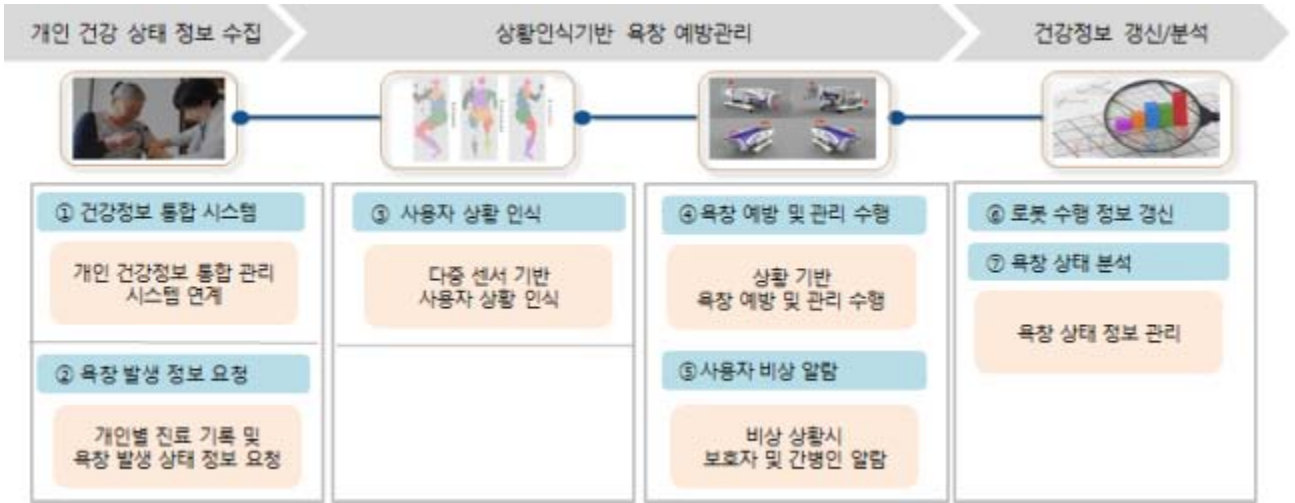 개인 건강 상태 정보 수집
상황인식기반 욕창 예방관리
건강정보 갱신/분석
① 건강정보 통합 시스템
개인 건강정보 통합 관리
시스템 연계
② 욕창 발생 정보 요청
개인별 진료 기록 및
욕창 발생 상태 정보 요청
③ 사용자 상황 인식
다중 센서 기반
사용자 상황 인식
④욕창 예방 및 관리 수행
상황 기반
욕창 예방 및 관리 수행
⑤사용자 비상 알람
비상 상황시
보호자 및 간병인 알람
⑥ 로봇 수행 정보 갱신
⑦ 욕창 상태 분석
욕창 상태 정보 관리